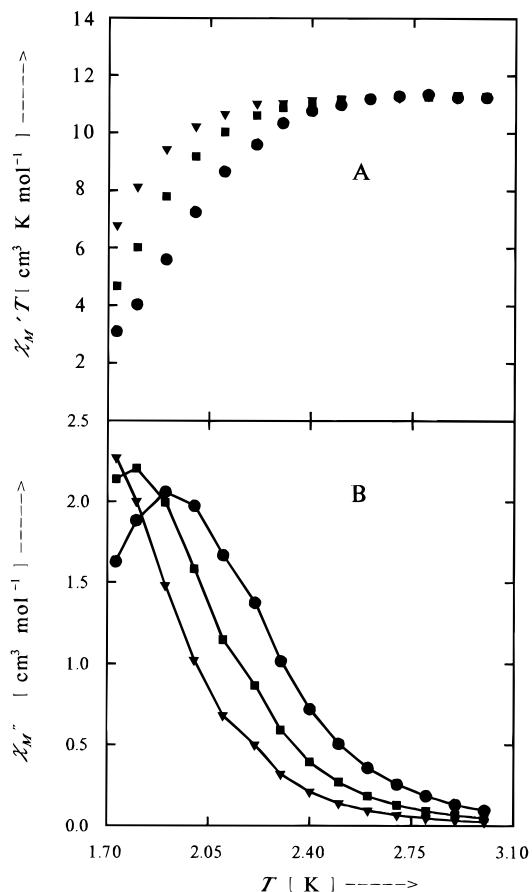 14
12
10
8
6
4
2
χM′T [ cm³ K mol⁻¹ ] ----->
A
2.5
2.0
1.5
1.0
0.5
0.0
χM″ [ cm³ mol⁻¹ ] ----->
B
1.70 2.05 2.40 2.75 3.10
T [ K ] ----->